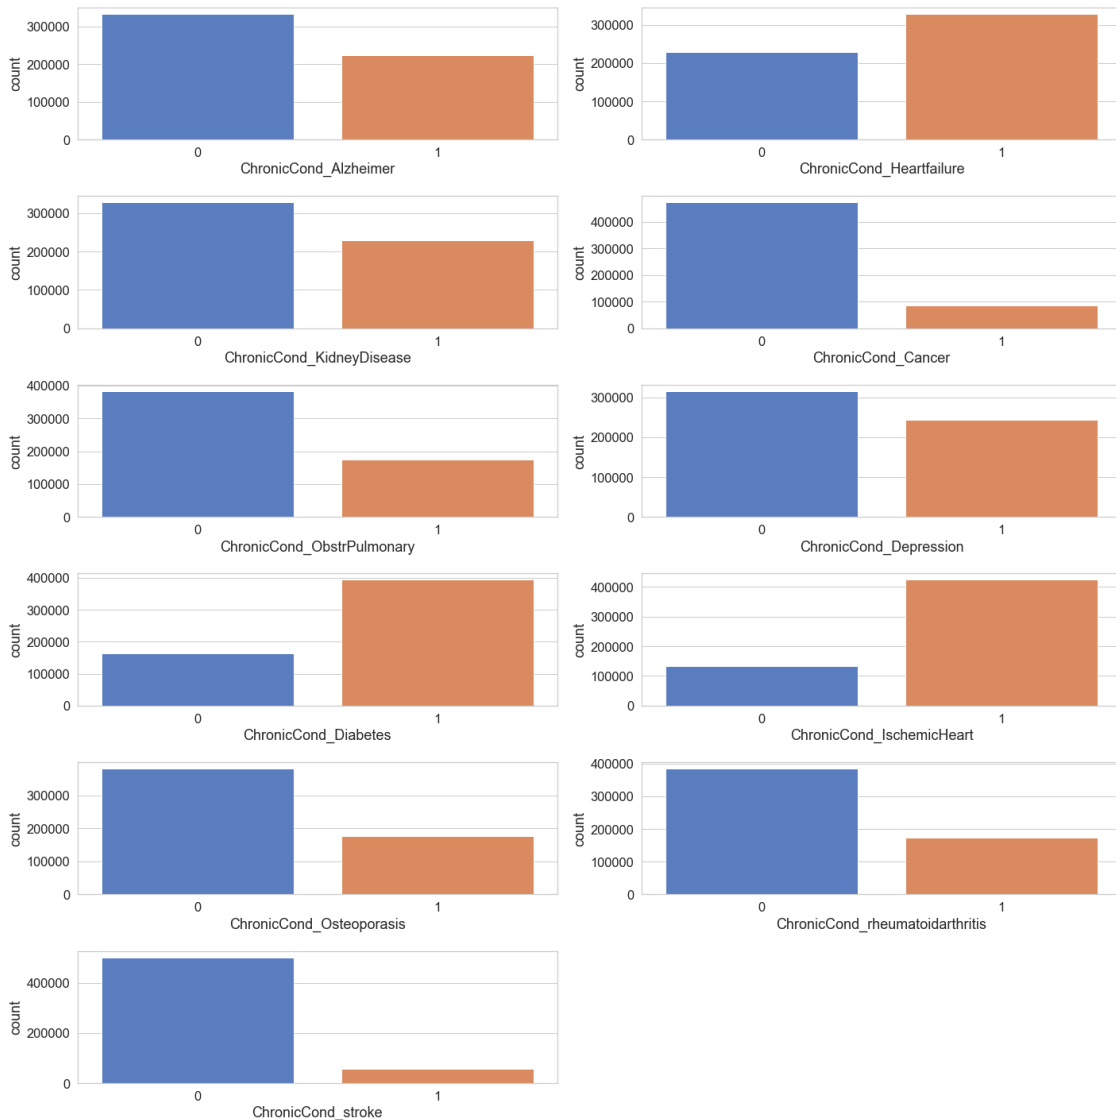 300000
200000
100000
0
count
0 1
ChronicCond_Alzheimer
300000
200000
100000
0
count
0 1
ChronicCond_Heartfailure
300000
200000
100000
0
count
0 1
ChronicCond_KidneyDisease
400000
300000
200000
100000
0
count
0 1
ChronicCond_Cancer
400000
300000
200000
100000
0
count
0 1
ChronicCond_ObstrPulmonary
300000
200000
100000
0
count
0 1
ChronicCond_Depression
400000
300000
200000
100000
0
count
0 1
ChronicCond_Diabetes
400000
300000
200000
100000
0
count
0 1
ChronicCond_IschemicHeart
300000
200000
100000
0
count
0 1
ChronicCond_Osteoporasis
400000
300000
200000
100000
0
count
0 1
ChronicCond_rheumatoidarthritis
400000
200000
0
count
0 1
ChronicCond_stroke